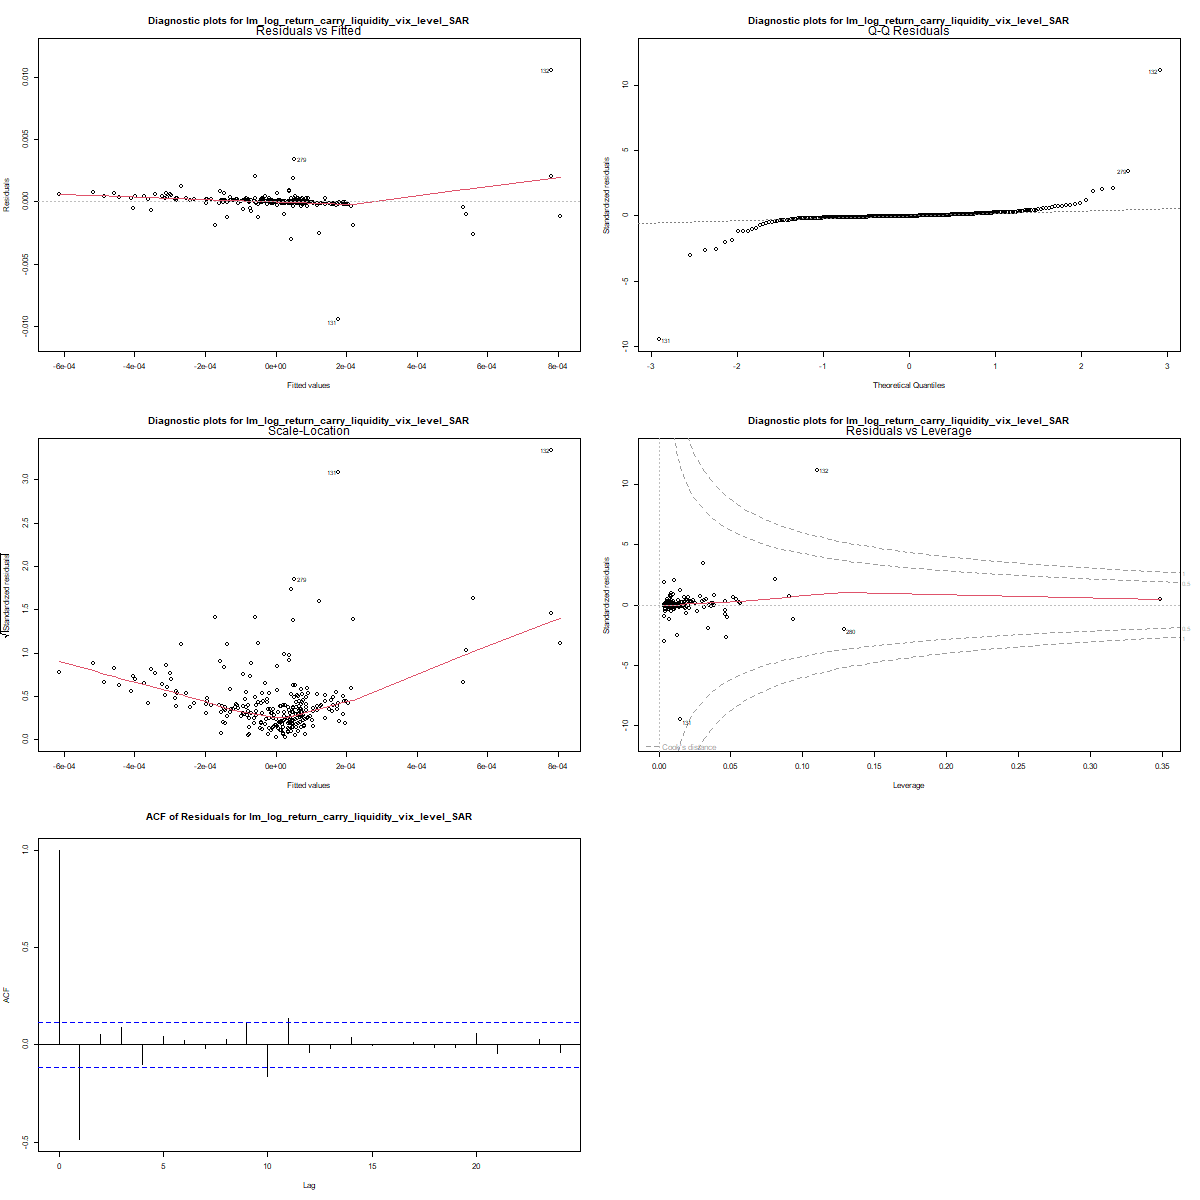 Diagnostic plots for lm_log_return_carry_liquidity_vix_level_SAR
Residuals vs Fitted
Residuals
0.010
0.005
0.000
-0.005
-0.010
132
279
131
-6e-04 -4e-04 -2e-04 0e+00 2e-04 4e-04 6e-04 8e-04
Fitted values
Diagnostic plots for lm_log_return_carry_liquidity_vix_level_SAR
Q-Q Residuals
Standardized residuals
10
5
0
-5
-10
132
279
131
-3 -2 -1 0 1 2 3
Theoretical Quantiles
Diagnostic plots for lm_log_return_carry_liquidity_vix_level_SAR
Scale-Location
√|Standardized residuals|
3.0
2.5
2.0
1.5
1.0
0.5
0.0
132
131
279
-6e-04 -4e-04 -2e-04 0e+00 2e-04 4e-04 6e-04 8e-04
Fitted values
Diagnostic plots for lm_log_return_carry_liquidity_vix_level_SAR
Residuals vs Leverage
Standardized residuals
10
5
0
-5
-10
132
280
131
1
0.5
0.5
1
Cook's distance
0.00 0.05 0.10 0.15 0.20 0.25 0.30 0.35
Leverage
ACF of Residuals for lm_log_return_carry_liquidity_vix_level_SAR
ACF
1.0
0.5
0.0
-0.5
0 5 10 15 20
Lag